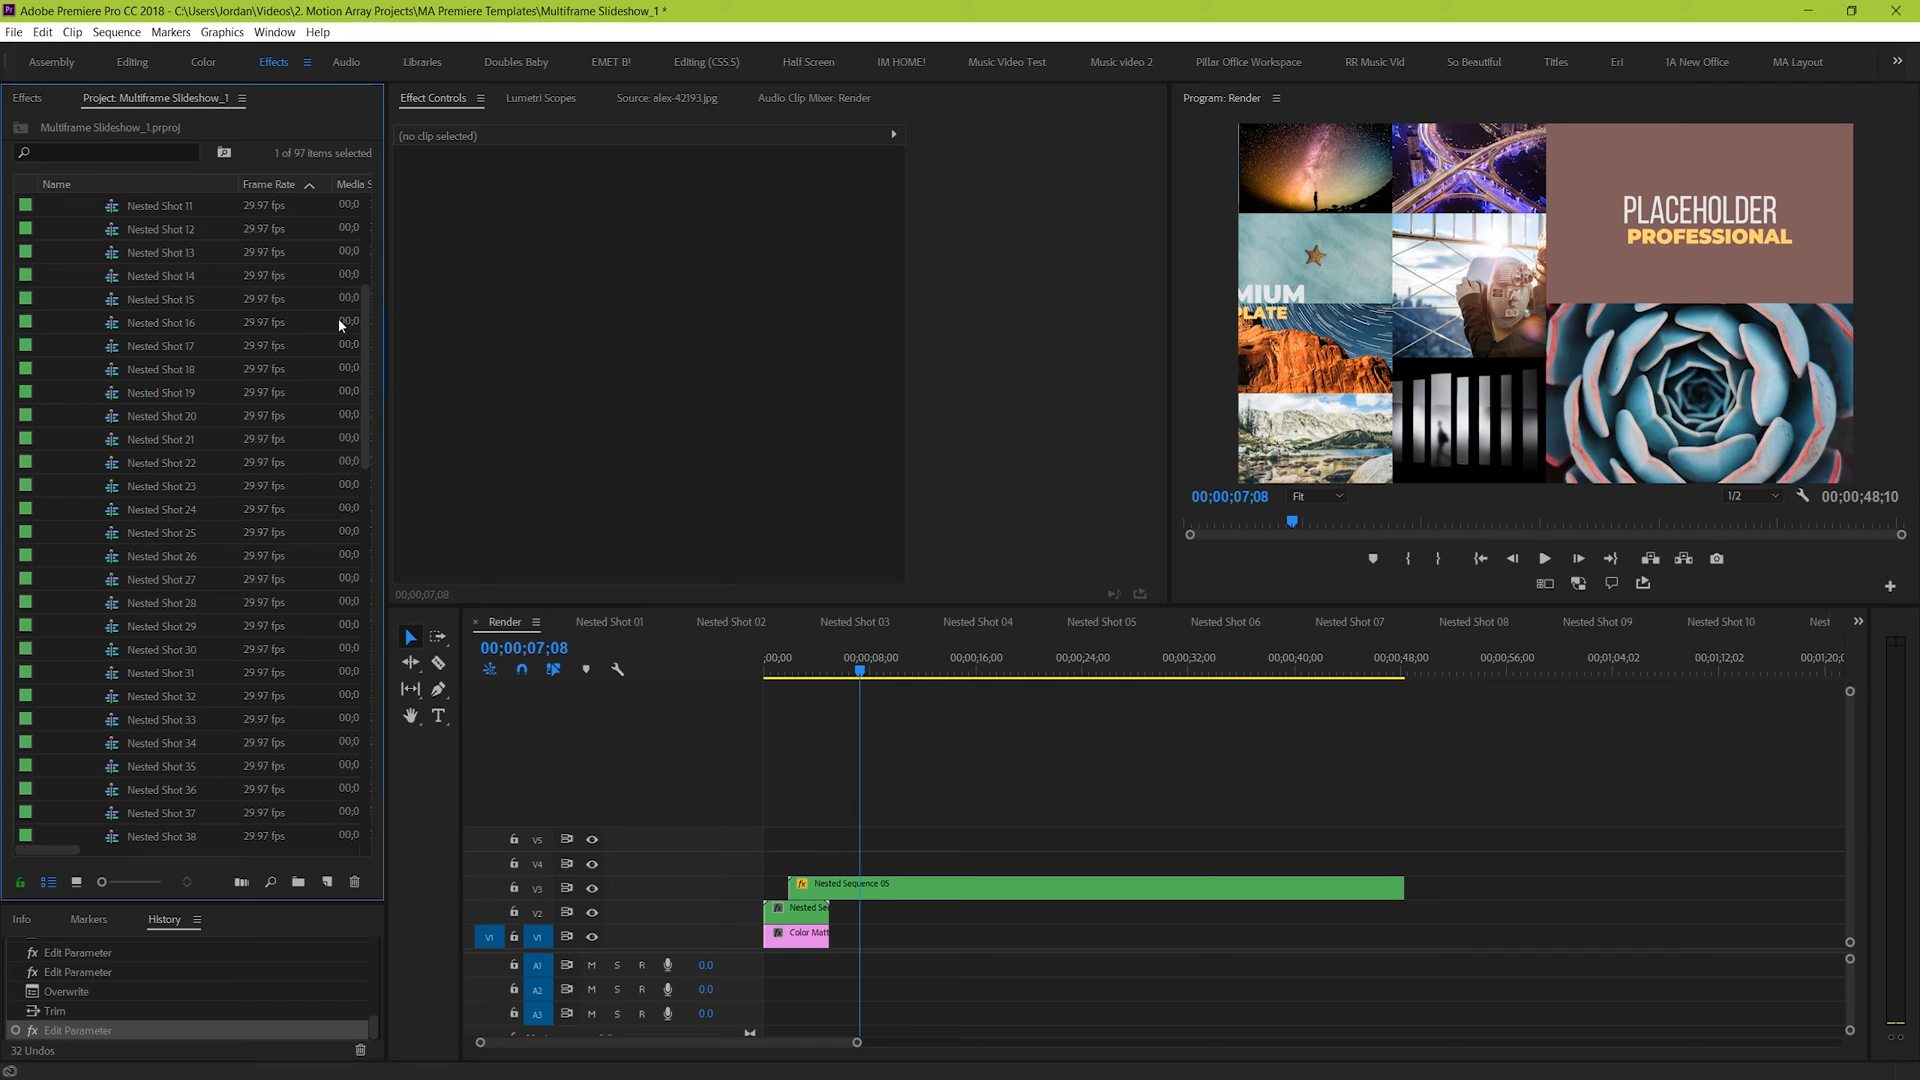 Adobe Premiere Pro CC 2018 - C:\Users\Jordan\Videos\2. Motion Array Projects\MA Premiere Templates\Multiframe Slideshow_1 *
File Edit Clip Sequence Markers Graphics Window Help
Assembly Editing Color Effects Audio Libraries Doubles Baby EMET B! Editing (CS5.5) Half Screen IM HOME! Music Video Test Music video 2 Pillar Office Workspace RR Music Vid So Beautiful Titles Eri 1A New Office MA Layout
Effects Project: Multiframe Slideshow_1
Multiframe Slideshow_1.prproj
1 of 97 items selected
Name Frame Rate Media S
Nested Shot 11 29.97 fps 00;0
Nested Shot 12 29.97 fps 00;0
Nested Shot 13 29.97 fps 00;0
Nested Shot 14 29.97 fps 00;0
Nested Shot 15 29.97 fps 00;0
Nested Shot 16 29.97 fps 00;0
Nested Shot 17 29.97 fps 00;0
Nested Shot 18 29.97 fps 00;0
Nested Shot 19 29.97 fps 00;0
Nested Shot 20 29.97 fps 00;0
Nested Shot 21 29.97 fps 00;0
Nested Shot 22 29.97 fps 00;0
Nested Shot 23 29.97 fps 00;0
Nested Shot 24 29.97 fps 00;0
Nested Shot 25 29.97 fps 00;0
Nested Shot 26 29.97 fps 00;0
Nested Shot 27 29.97 fps 00;0
Nested Shot 28 29.97 fps 00;0
Nested Shot 29 29.97 fps 00;0
Nested Shot 30 29.97 fps 00;0
Nested Shot 31 29.97 fps 00;0
Nested Shot 32 29.97 fps 00;0
Nested Shot 33 29.97 fps 00;0
Nested Shot 34 29.97 fps 00;0
Nested Shot 35 29.97 fps 00;0
Nested Shot 36 29.97 fps 00;0
Nested Shot 37 29.97 fps 00;0
Nested Shot 38 29.97 fps 00;0
Info Markers History
fx Edit Parameter
fx Edit Parameter
Overwrite
Trim
fx Edit Parameter
32 Undos
Effect Controls Lumetri Scopes Source: alex-42193.jpg Audio Clip Mixer: Render
(no clip selected)
00;00;07;08
Program: Render
PLACEHOLDER
PROFESSIONAL
MIUM
PLATE
00;00;07;08 Fit 1/2 00;00;48;10
× Render Nested Shot 01 Nested Shot 02 Nested Shot 03 Nested Shot 04 Nested Shot 05 Nested Shot 06 Nested Shot 07 Nested Shot 08 Nested Shot 09 Nested Shot 10 Nest
00;00;07;08
;00;00 00;00;08;00 00;00;16;00 00;00;24;00 00;00;32;00 00;00;40;00 00;00;48;00 00;00;56;00 00;01;04;02 00;01;12;02 00;01;20;0
V5
V4
V3 fx Nested Sequence 05
V2 fx Nested Se
V1 V1 fx Color Matt
A1 M S R 0.0
A2 M S R 0.0
A3 M S R 0.0